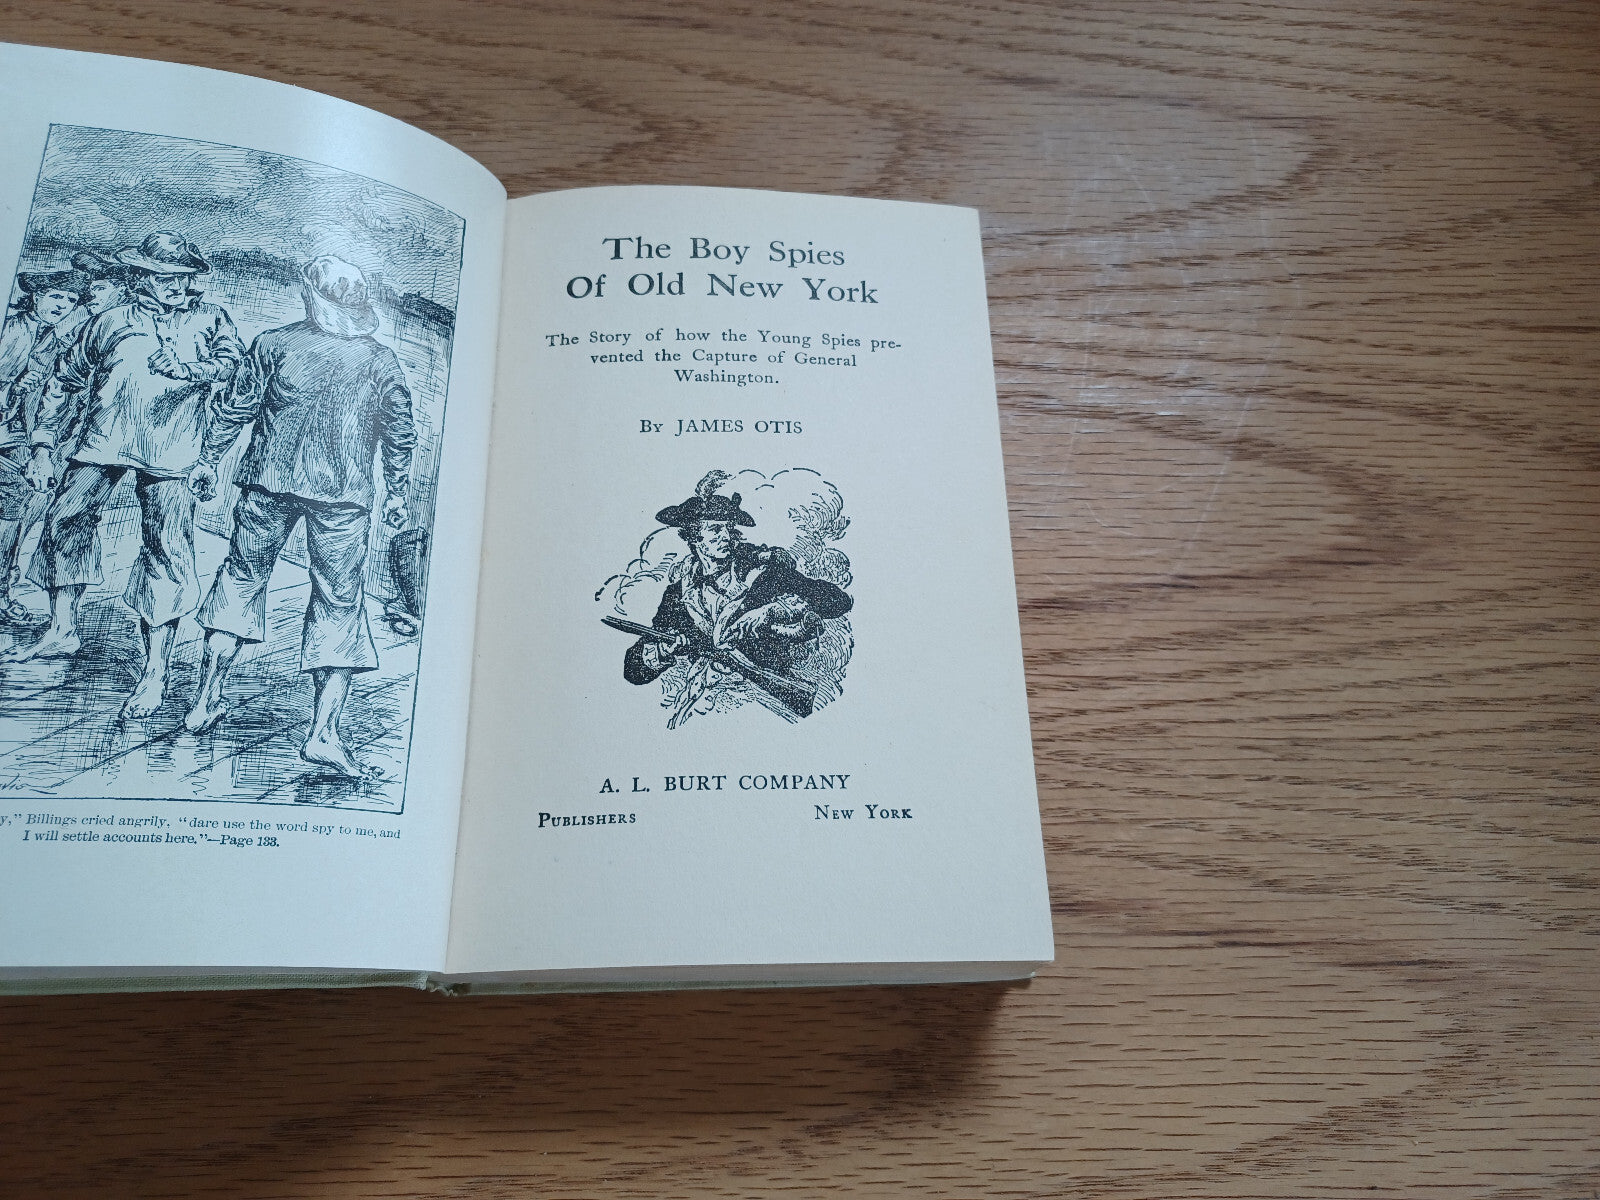 y," Billings cried angrily, "dare use the word spy to me, and
I will settle accounts here."—Page 133.
The Boy Spies
Of Old New York
The Story of how the Young Spies pre-
vented the Capture of General
Washington.
By JAMES OTIS
A. L. BURT COMPANY
Publishers New York